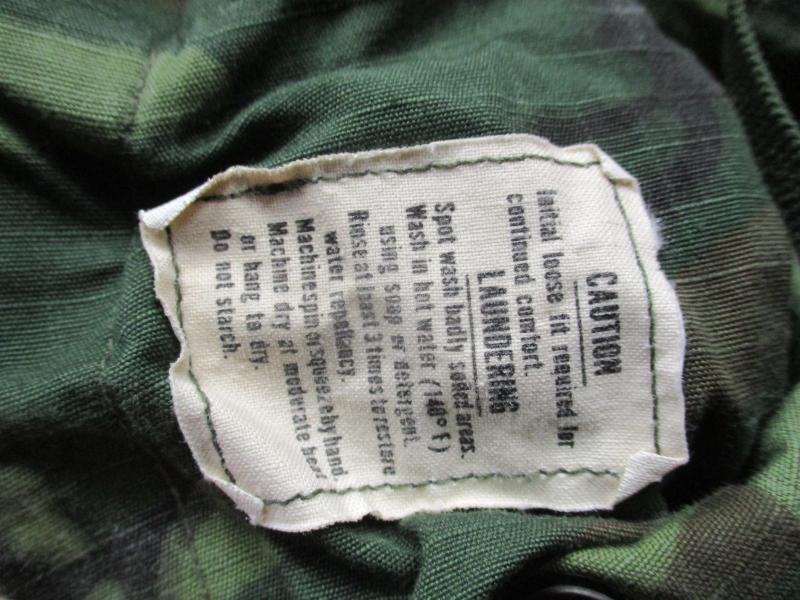 CAUTION
Initial loose fit required for
continued comfort.
LAUNDERING
Spot wash badly soiled areas.
Wash in hot water (140° f)
using soap or detergent.
Rinse at least 3 times to restore
water repellancy.
Machine spin or squeeze by hand.
Machine dry at moderate heat
or hang to dry.
Do not starch.